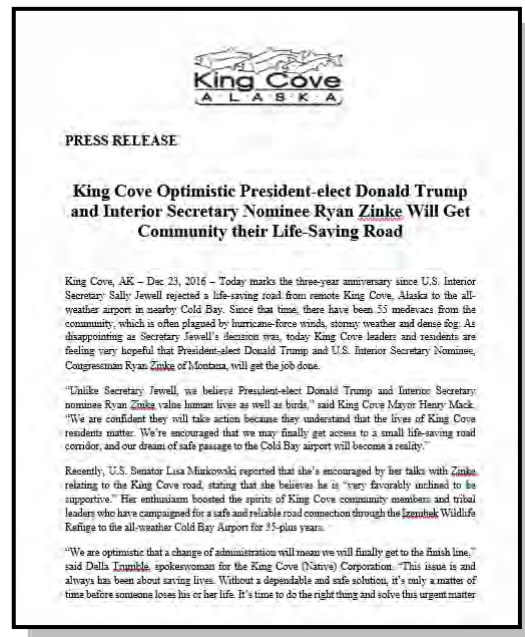 King Cove
A L A S K A
PRESS RELEASE
King Cove Optimistic President-elect Donald Trump
and Interior Secretary Nominee Ryan Zinke Will Get
Community their Life-Saving Road
King Cove, AK – Dec 23, 2016 – Today marks the three-year anniversary since U.S. Interior
Secretary Sally Jewell rejected a life-saving road from remote King Cove, Alaska to the all-
weather airport in nearby Cold Bay. Since that time, there have been 55 medevacs from the
community, which is often plagued by hurricane-force winds, stormy weather and dense fog. As
disappointing as Secretary Jewell's decision was, today King Cove leaders and residents are
feeling very hopeful that President-elect Donald Trump and U.S. Interior Secretary Nominee,
Congressman Ryan Zinke of Montana, will get the job done.
“Unlike Secretary Jewell, we believe President-elect Donald Trump and Interior Secretary
nominee Ryan Zinke value human lives as well as birds,” said King Cove Mayor Henry Mack.
“We are confident they will take action because they understand that the lives of King Cove
residents matter. We're encouraged that we may finally get access to a small life-saving road
corridor, and our dream of safe passage to the Cold Bay airport will become a reality.”
Recently, U.S. Senator Lisa Murkowski reported that she's encouraged by her talks with Zinke
relating to the King Cove road, stating that she believes he is “very favorably inclined to be
supportive.” Her enthusiasm boosted the spirits of King Cove community members and tribal
leaders who have campaigned for a safe and reliable road connection through the Izembek Wildlife
Refuge to the all-weather Cold Bay Airport for 35-plus years.
“We are optimistic that a change of administration will mean we will finally get to the finish line,”
said Della Trumble, spokeswoman for the King Cove (Native) Corporation. “This issue is and
always has been about saving lives. Without a dependable and safe solution, it's only a matter of
time before someone loses his or her life. It's time to do the right thing and solve this urgent matter